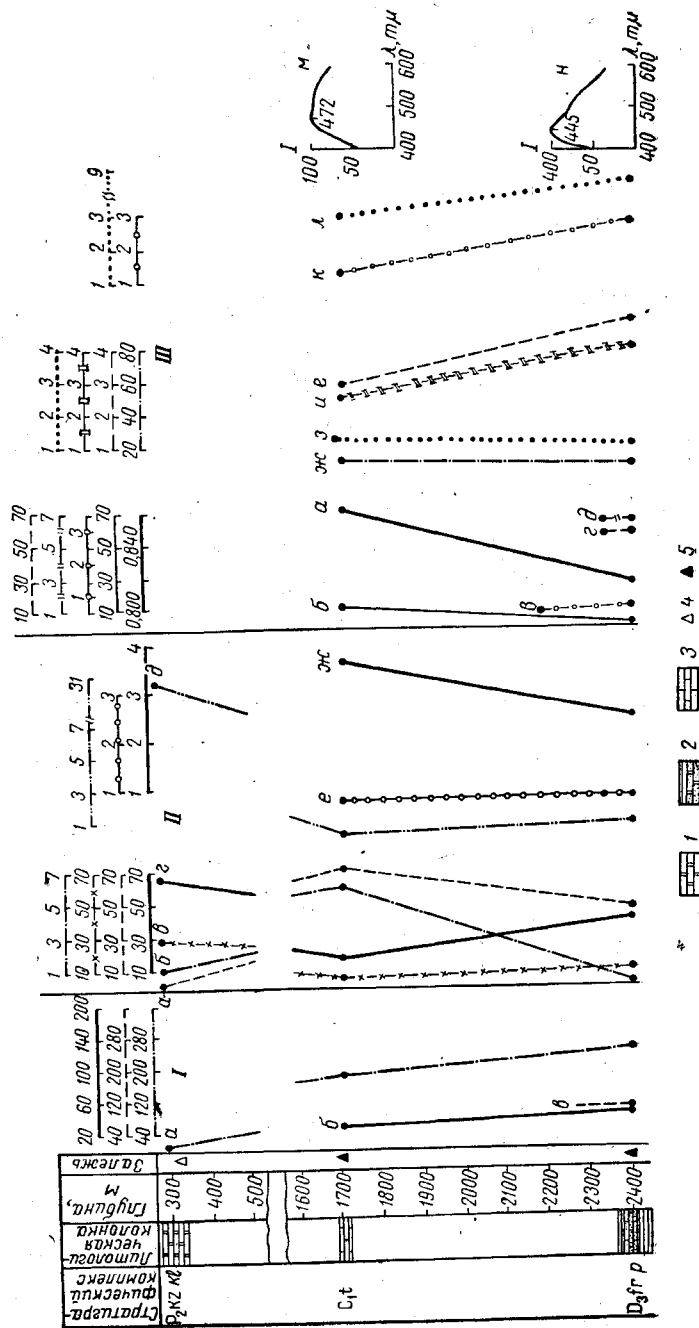 Стратигра-
фический
комплекс
Литологи-
ческая
колонка
Глубина,
м
Залежь
P₂kz kl
C₁t
D₃fr p
300
400
500
1600
1700
1800
1900
2000
2100
2200
2300
2400
20 60 100 140 200
40 120 200 280
40 120 200 280
I
а
б
в
1 3 5 7
10 30 50 70
10 30 50 70
10 30 50 70
1 3 5 7 31
1 2 3
1 2 3 4
II
а
б
в
г
д
е
ж
10 30 50 70
1 3 5 7
1 2 3
10 30 50 70
0,800 0,840
1 2 3 4
1 2 3 4
1 2 3 4
20 40 60 80
III
1 2 3 9
1 2 3
б
а
в
г
д
ж
з
и
е
к
л
I
100
50
472
м
400 500 600
λ, mμ
I
400
50
445
н
400 500 600
λ, mμ
1
2
3
4
5